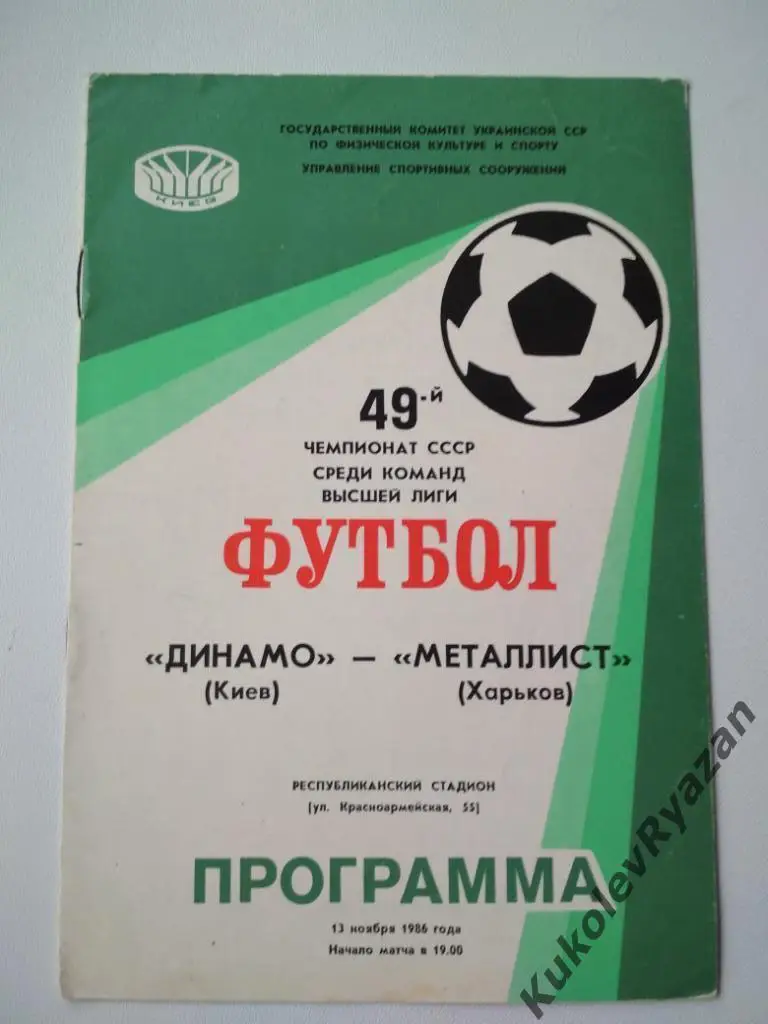 КИЕВ
ГОСУДАРСТВЕННЫЙ КОМИТЕТ УКРАИНСКОЙ ССР
ПО ФИЗИЧЕСКОЙ КУЛЬТУРЕ И СПОРТУ
УПРАВЛЕНИЕ СПОРТИВНЫХ СООРУЖЕНИЙ
49-й
ЧЕМПИОНАТ СССР
СРЕДИ КОМАНД
ВЫСШЕЙ ЛИГИ
ФУТБОЛ
«ДИНАМО» — «МЕТАЛЛИСТ»
(Киев) (Харьков)
РЕСПУБЛИКАНСКИЙ СТАДИОН
[ул. Красноармейская, 55]
ПРОГРАММА
13 ноября 1986 года
Начало матча в 19.00
KukolevRyazan